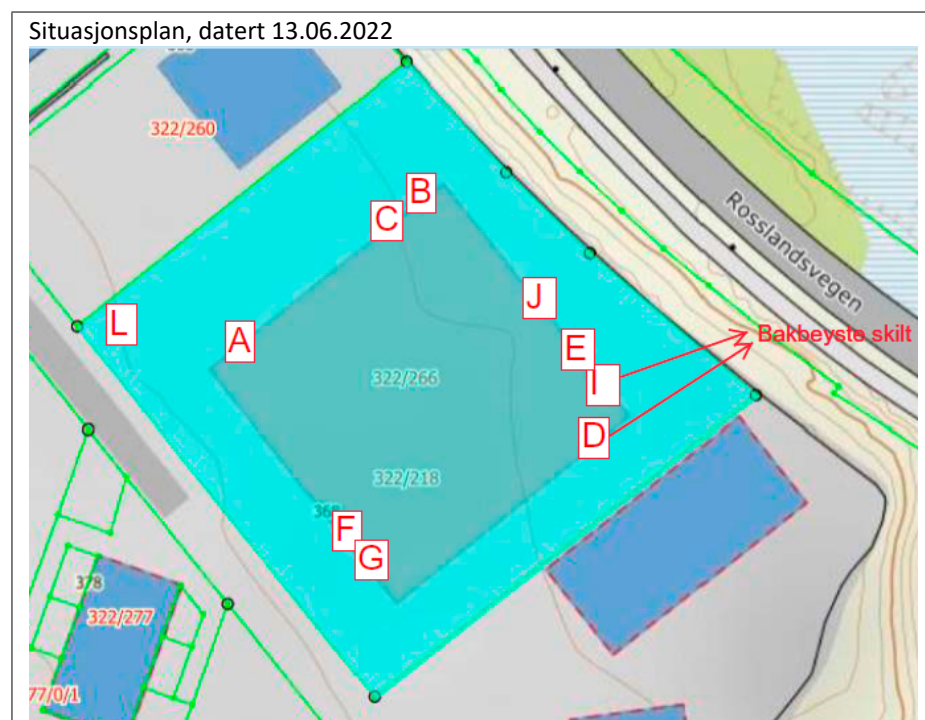 Situasjonsplan, datert 13.06.2022
322/260
B
C
Rosslandsvegen
J
L
A
E
Bakbeyste skilt
322/266
I
D
322/218
F
G
378
322/277
77/0/1